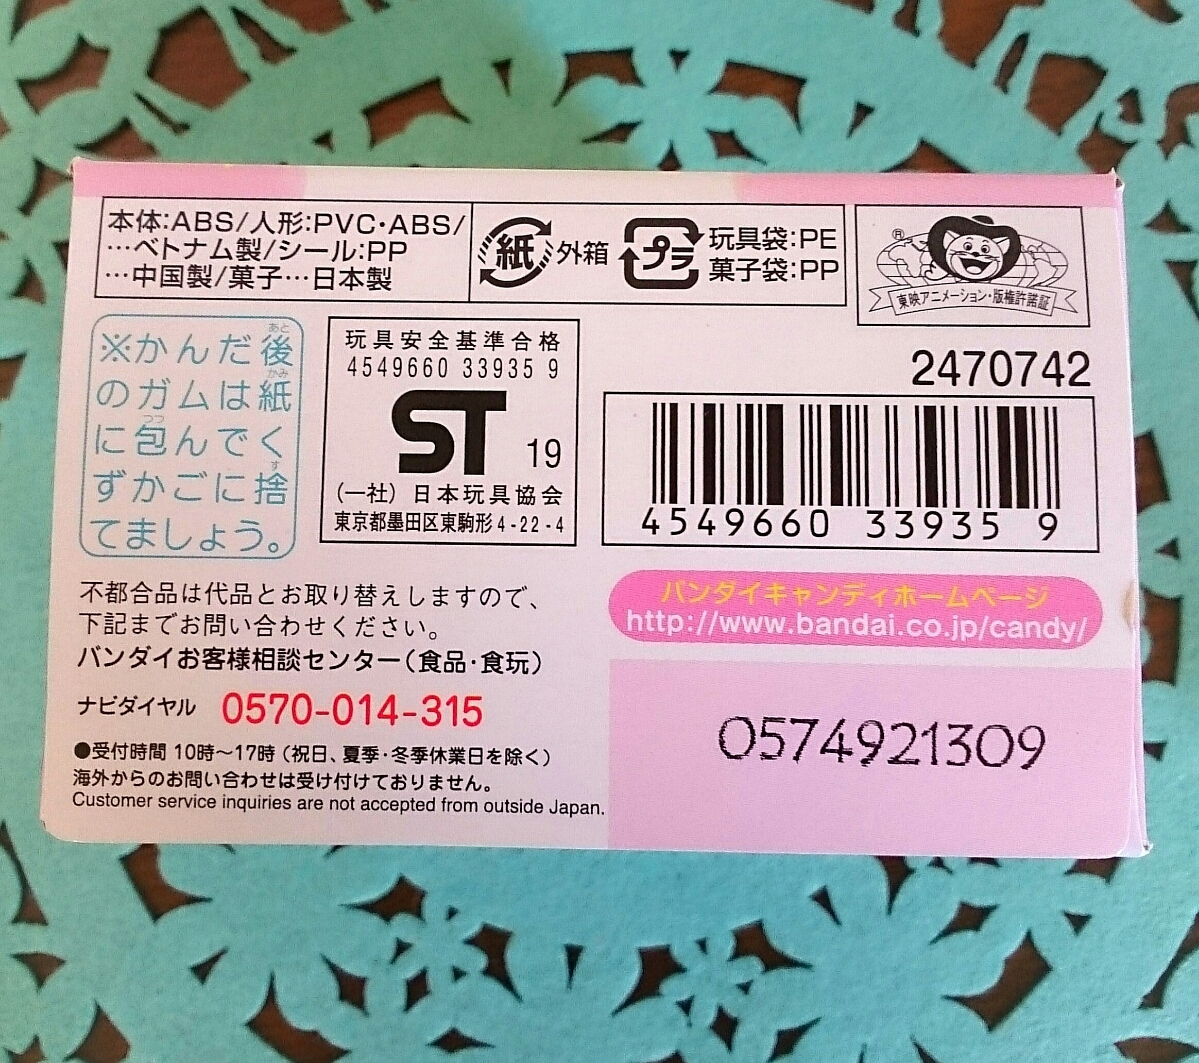 本体:ABS/人形:PVC・ABS/
…ベトナム製/シール:PP
…中国製/菓子…日本製
紙 外箱
プラ 玩具袋:PE
菓子袋:PP
®
東映アニメーション・版権許諾証
※かんだ後
あと
のガムは紙
かみ
に包んでく
つつ
ずかごに捨
す
てましょう。
玩具安全基準合格
4549660 33935 9
ST 19
(一社) 日本玩具協会
東京都墨田区東駒形4-22-4
2470742
4549660 33935 9
バンダイキャンディホームページ
http://www.bandai.co.jp/candy/
不都合品は代品とお取り替えしますので、
下記までお問い合わせください。
バンダイお客様相談センター(食品・食玩)
ナビダイヤル 0570-014-315
●受付時間 10時〜17時 (祝日、夏季・冬季休業日を除く)
海外からのお問い合わせは受け付けておりません。
Customer service inquiries are not accepted from outside Japan.
0574921309